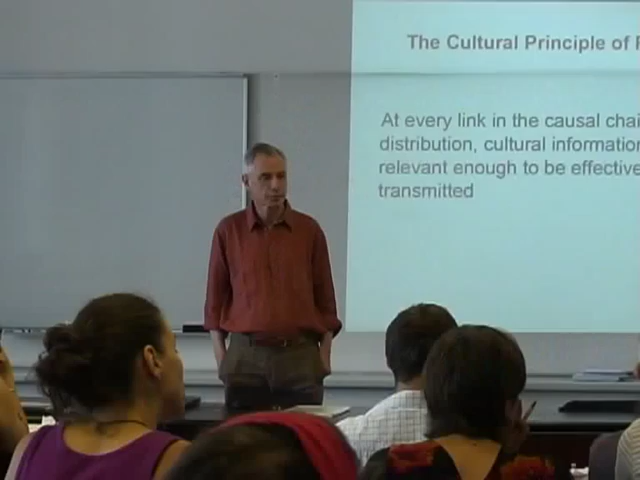 The Cultural Principle of
At every link in the causal chai
distribution, cultural information
relevant enough to be effective
transmitted